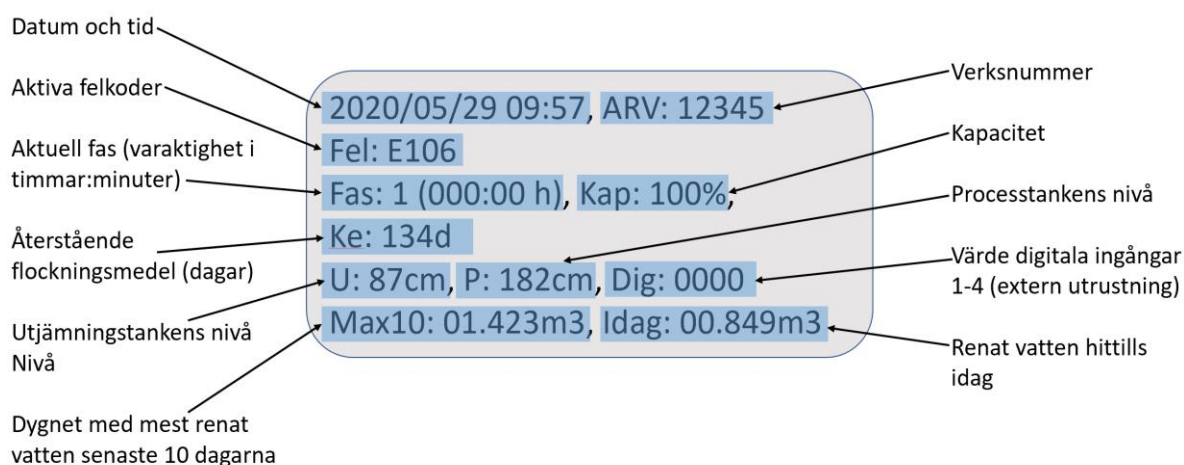 Datum och tid
Aktiva felkoder
Aktuell fas (varaktighet i
timmar:minuter)
Återstående
flockningsmedel (dagar)
Utjämningstankens nivå
Nivå
Dygnet med mest renat
vatten senaste 10 dagarna
2020/05/29 09:57, ARV: 12345
Fel: E106
Fas: 1 (000:00 h), Kap: 100%,
Ke: 134d
U: 87cm, P: 182cm, Dig: 0000
Max10: 01.423m3, Idag: 00.849m3
Verksnummer
Kapacitet
Processtankens nivå
Värde digitala ingångar
1-4 (extern utrustning)
Renat vatten hittills
idag